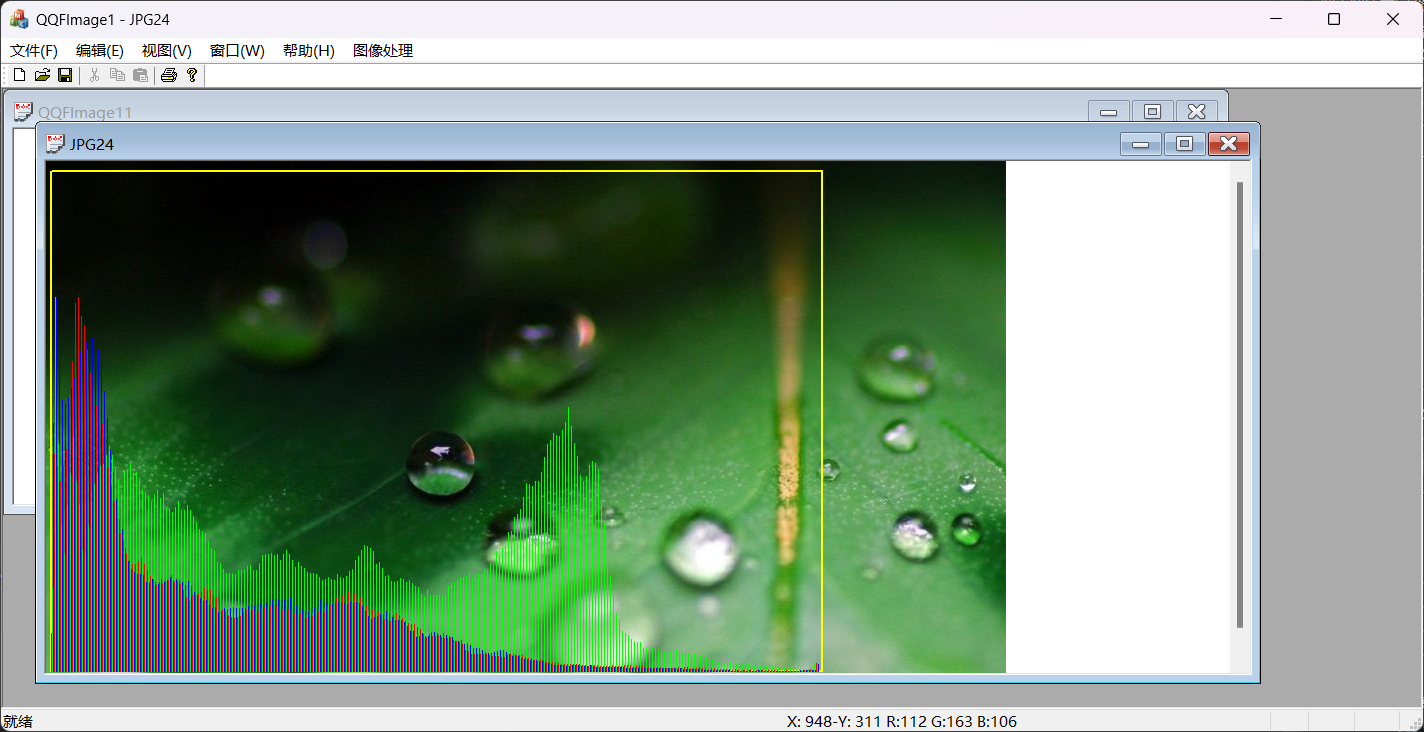 QQFImage1 - JPG24
文件(F) 编辑(E) 视图(V) 窗口(W) 帮助(H) 图像处理
QQFImage11
JPG24
就绪
X: 948-Y: 311 R:112 G:163 B:106